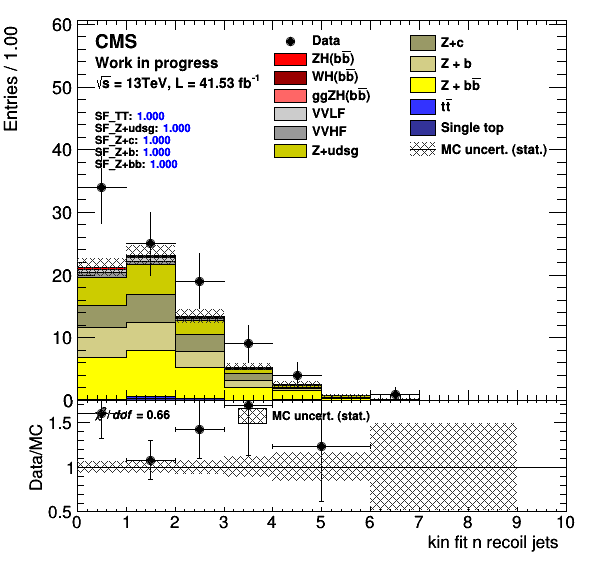 Entries / 1.00
60
50
40
30
20
10
0
CMS
Work in progress
√s = 13TeV, L = 41.53 fb⁻¹
SF_TT: 1.000
SF_Z+udsg: 1.000
SF_Z+c: 1.000
SF_Z+b: 1.000
SF_Z+bb: 1.000
Data
ZH(bb̅)
WH(bb̅)
ggZH(bb̅)
VVLF
VVHF
Z+udsg
Z+c
Z + b
Z + bb̅
tt̅
Single top
MC uncert. (stat.)
Data/MC
1.5
1
0.5
/ dof = 0.66
MC uncert. (stat.)
0 1 2 3 4 5 6 7 8 9 10
kin fit n recoil jets